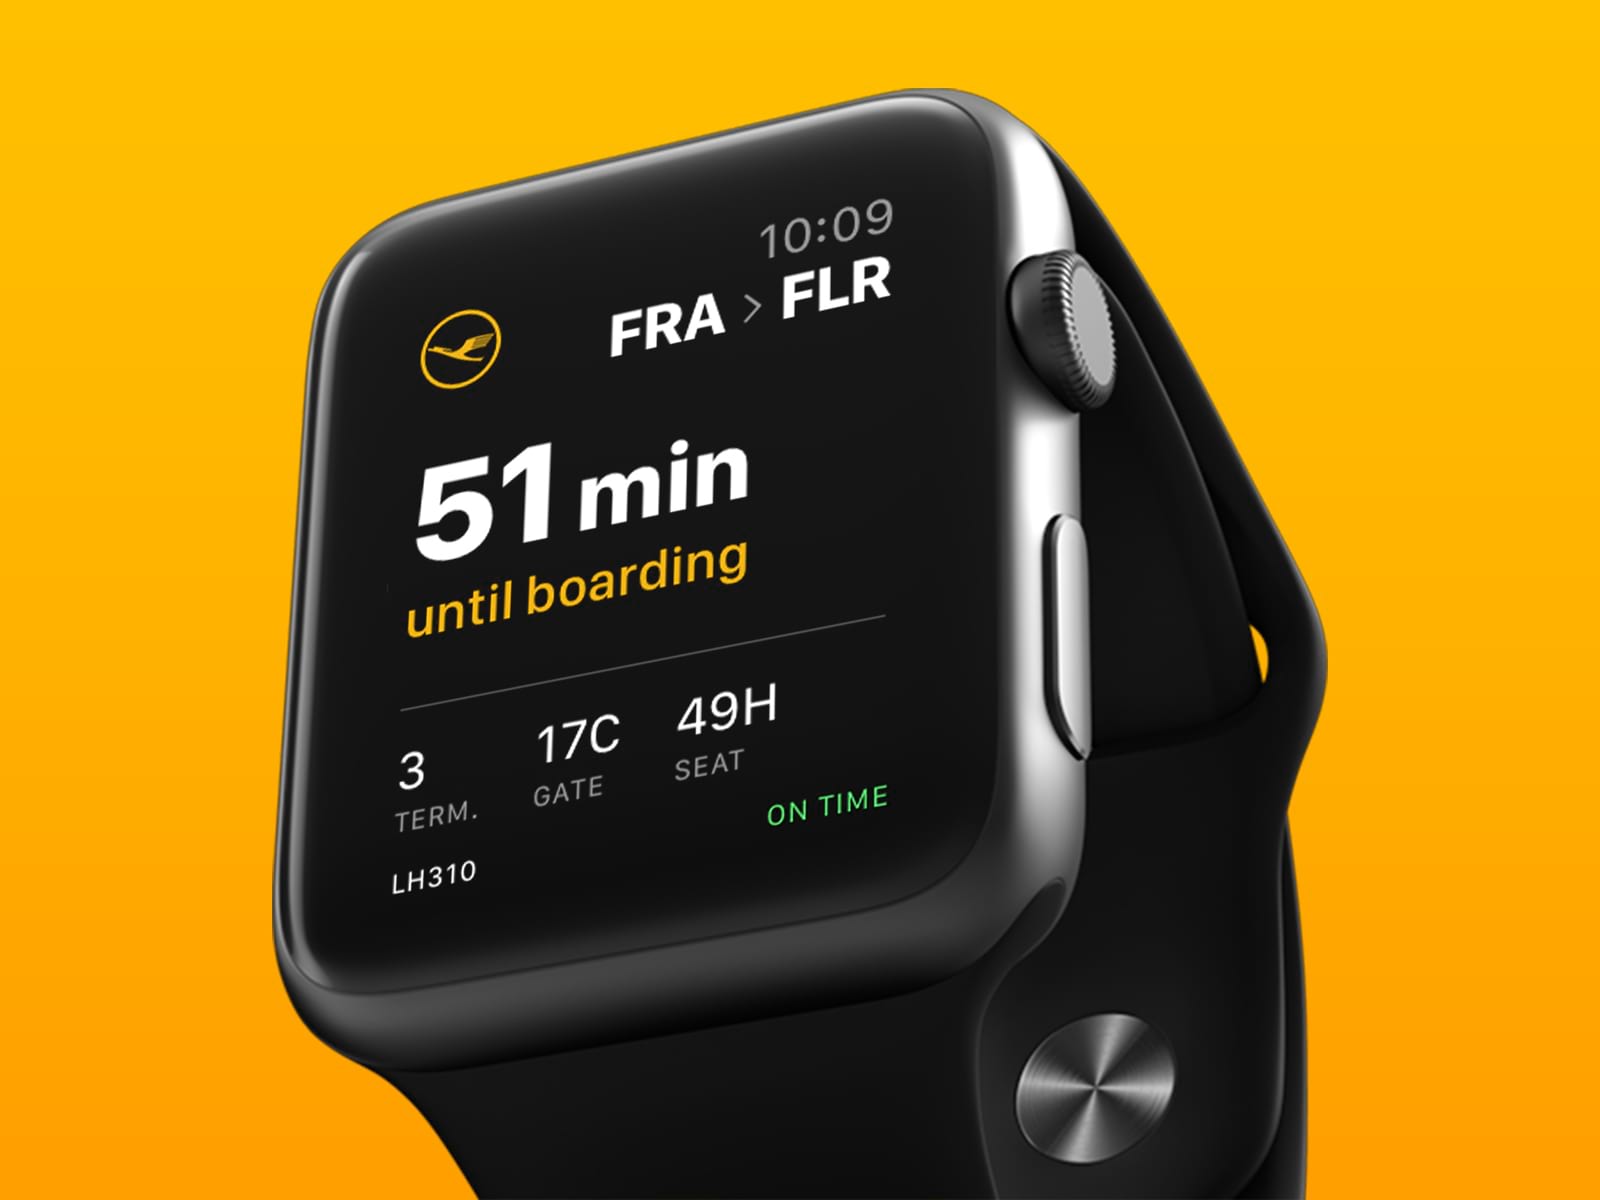 10:09
FRA > FLR
51 min
until boarding
3 17C 49H
TERM. GATE SEAT
ON TIME
LH310